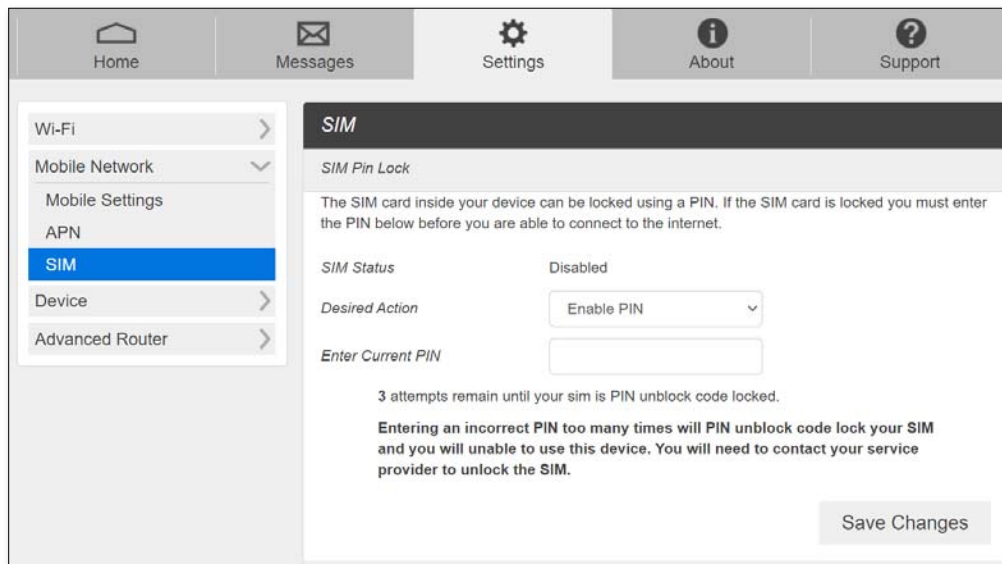 Home
Messages
Settings
About
Support
Wi-Fi
Mobile Network
Mobile Settings
APN
SIM
Device
Advanced Router
SIM
SIM Pin Lock
The SIM card inside your device can be locked using a PIN. If the SIM card is locked you must enter
the PIN below before you are able to connect to the internet.
SIM Status Disabled
Desired Action Enable PIN
Enter Current PIN
3 attempts remain until your sim is PIN unblock code locked.
Entering an incorrect PIN too many times will PIN unblock code lock your SIM
and you will unable to use this device. You will need to contact your service
provider to unlock the SIM.
Save Changes